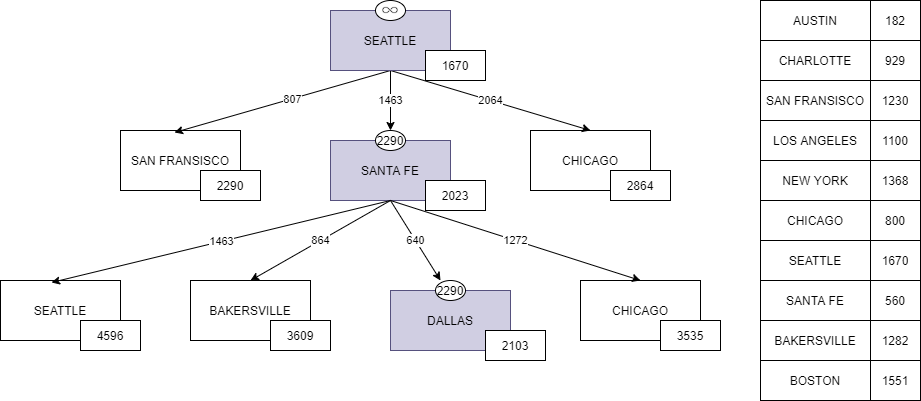 ∞
SEATTLE
1670
807
1463
2064
2290
SAN FRANSISCO
2290
SANTA FE
2023
CHICAGO
2864
1463
864
640
1272
SEATTLE
4596
BAKERSVILLE
3609
2290
DALLAS
2103
CHICAGO
3535
AUSTIN 182
CHARLOTTE 929
SAN FRANSISCO 1230
LOS ANGELES 1100
NEW YORK 1368
CHICAGO 800
SEATTLE 1670
SANTA FE 560
BAKERSVILLE 1282
BOSTON 1551